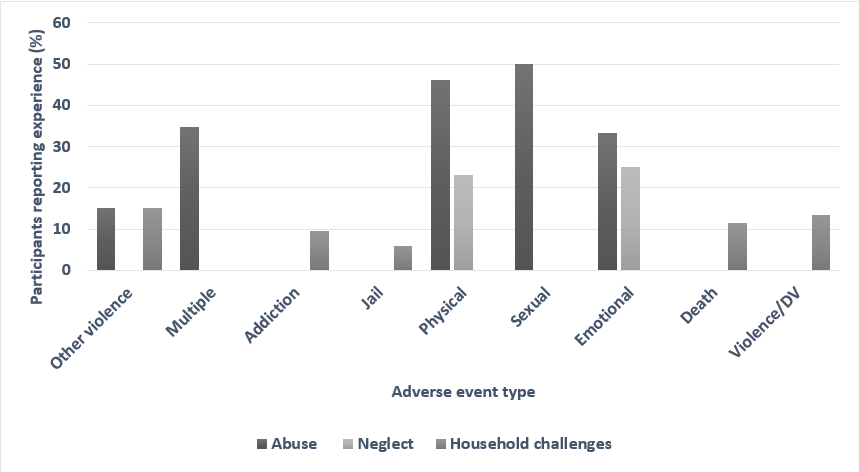 Participants reporting experience (%)
60
50
40
30
20
10
0
Other violence
Multiple
Addiction
Jail
Physical
Sexual
Emotional
Death
Violence/DV
Adverse event type
Abuse Neglect Household challenges